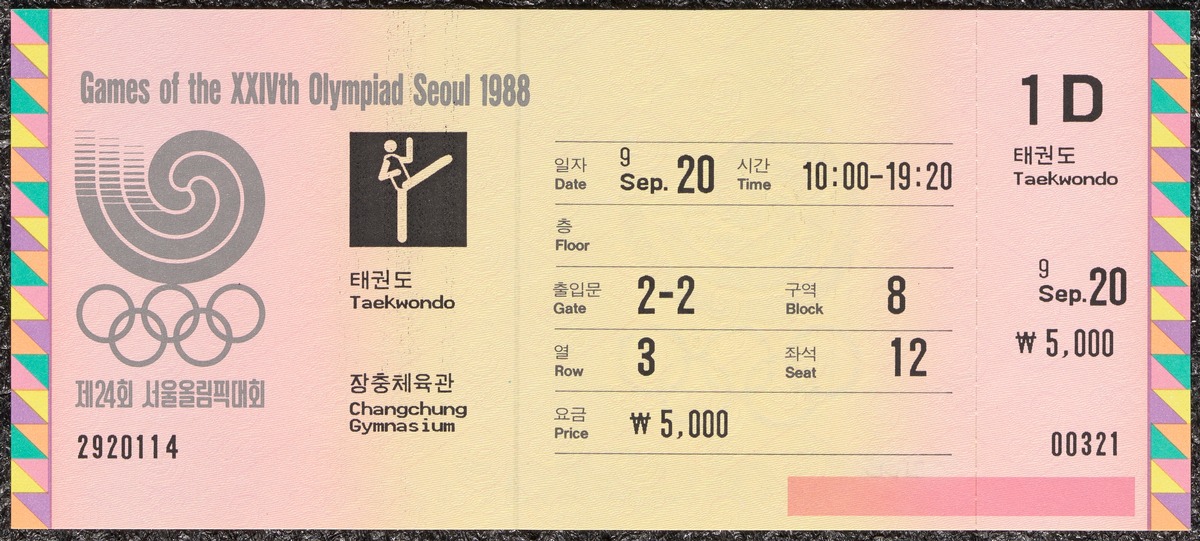 Games of the XXIVth Olympiad Seoul 1988
제24회 서울올림픽대회
2920114
태권도
Taekwondo
장충체육관
Changchung
Gymnasium
일자 Date 9 Sep. 20 시간 Time 10:00-19:20
층 Floor
출입문 Gate 2-2 구역 Block 8
열 Row 3 좌석 Seat 12
요금 Price ₩ 5,000
1 D
태권도
Taekwondo
9
Sep. 20
₩ 5,000
00321